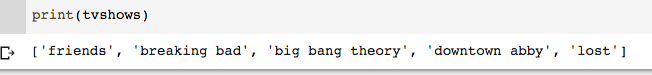 print(tvshows)
['friends', 'breaking bad', 'big bang theory', 'downtown abby', 'lost']